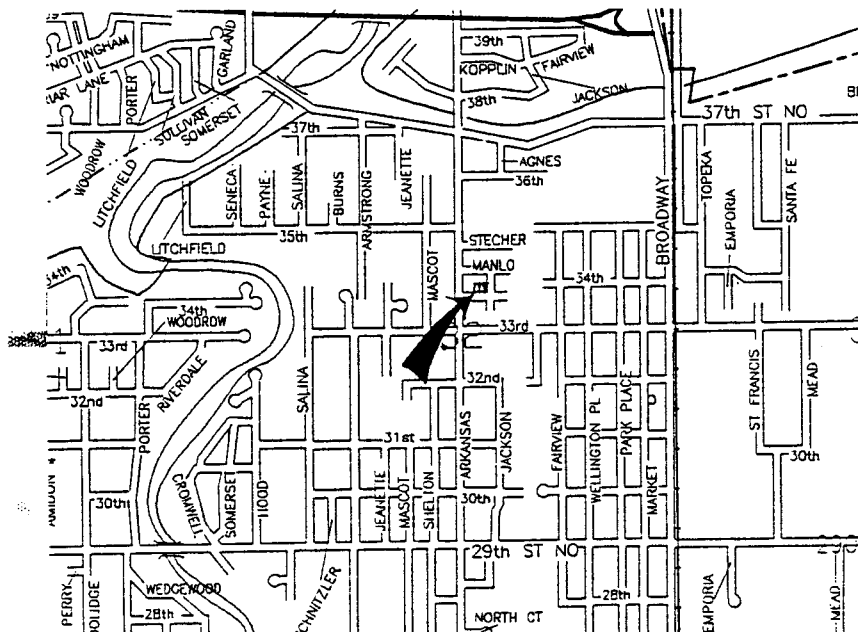 39th
NOTTINGHAM
GARLAND
FAIRVIEW
KOPPLIN
LANE
PORTER
38th
JACKSON
SULLIVAN
SOMERSET
37th
37th ST NO
WOODROW
LITCHFIELD
AGNES
36th
SENECA
PAYNE
SALINA
BURNS
ARMSTRONG
JEANETTE
BROADWAY
TOPEKA
EMPORIA
SANTA FE
LITCHFIELD
35th
STECHER
MASCOT
MANLO
34th
34th
34th
WOODROW
33rd
33rd
RIVERDALE
32nd
32nd
PORTER
SALINA
ARKANSAS
JACKSON
FAIRVIEW
WELLINGTON PL
PARK PLACE
ST FRANCIS
MEAD
31st
30th
AMIDON
30th
CROMWELL
SOMERSET
HOOD
JEANETTE
MASCOT
SHELTON
30th
MARKET
29th ST NO
PERRY
WEDGEWOOD
28th
NORTH CT
28th
EMPORIA
MEAD